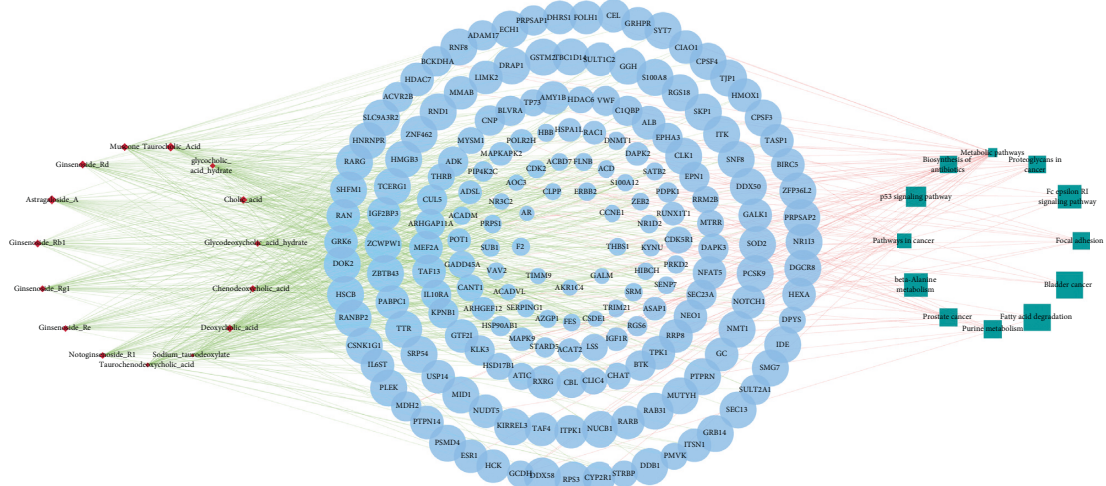 Muscone
Taurocholic_Acid
Ginsenoside_Rd
glycocholic_
acid_hydrate
Astragaloside_A
Cholic_acid
Ginsenoside_Rb1
Glycodeoxycholic_acid_hydrate
Ginsenoside_Rg1
Chenodeoxycholic_acid
Ginsenoside_Re
Deoxycholic_acid
Notoginsenoside_R1
Sodium_taurodeoxylate
Taurochenodeoxycholic_acid
PRPSAP1
DHRS1
FOLH1
CEL
GRHPR
SYT7
CIAO1
CPSF4
TJP1
HMOX1
CPSF3
TASP1
BIRC5
ZFP36L2
PRPSAP2
NR1I3
DGCR8
HEXA
DPYS
IDE
SMG7
SULT2A1
SEC13
GRB14
ITSN1
PMVK
DDB1
STRBP
CYP2R1
RPS3
DDX58
GCDH
HCK
ESR1
PSMD4
PTPN14
MDH2
PLEK
IL6ST
CSNK1G1
RANBP2
HSCB
DOK2
GRK6
RAN
SHFM1
RARG
HNRNPR
SLC9A3R2
ACVR2B
HDAC7
BCKDHA
RNF8
ADAM17
ECH1
GSTM2
TBC1D14
SULT1C2
GGH
S100A8
RGS18
SKP1
ITK
SNF8
DDX50
GALK1
SOD2
PCSK9
NOTCH1
NMT1
GC
PTPRN
MUTYH
RAB31
RARB
NUCB1
ITPK1
TAF4
KIRREL3
NUDT5
MID1
USP14
SRP54
TTR
PABPC1
ZBTB43
ZCWPW1
IGF2BP3
TCERG1
HMGB3
ZNF462
RND1
MMAB
LIMK2
DRAP1
TP73
AMY1B
HDAC6
VWF
C1QBP
ALB
EPHA3
CLK1
EPN1
RRM2B
MTRR
DAPK3
NFAT5
SEC23A
NEO1
RRP8
TPK1
BTK
CHAT
CLIC4
CBL
RXRG
ATIC
HSD17B1
KLK3
GTF2I
KPNB1
IL10RA
TAF13
MEF2A
ARHGAP11A
CUL5
THRB
ADK
MYSM1
CNP
BLVRA
POLR2H
HBB
HSPA1L
RAC1
DNMT1
DAPK2
SATB2
PDPK1
RUNX1T1
CDK5R1
PRKD2
SENP7
ASAP1
TRIM21
RGS6
IGF1R
LSS
ACAT2
STARD5
MAPK9
HSP90AB1
ARHGEF12
CANT1
GADD45A
POT1
ACADM
ADSL
PIP4K2C
MAPKAPK2
CDK2
ACBD7
FLNB
ACD
S100A12
ZEB2
NR1D2
KYNU
HIBCH
SRM
CSDE1
FES
AZGP1
SERPING1
ACADVL
VAV2
SUB1
PRPS1
NR3C2
AOC3
CLPP
ERBB2
CCNE1
THBS1
GALM
AKR1C4
TIMM9
F2
AR
Metabolic pathways
Biosynthesis of
antibiotics
Proteoglycans in
cancer
p53 signaling pathway
Fc epsilon RI
signaling pathway
Pathways in cancer
Focal adhesion
beta-Alanine
metabolism
Bladder cancer
Prostate cancer
Fatty acid degradation
Purine metabolism